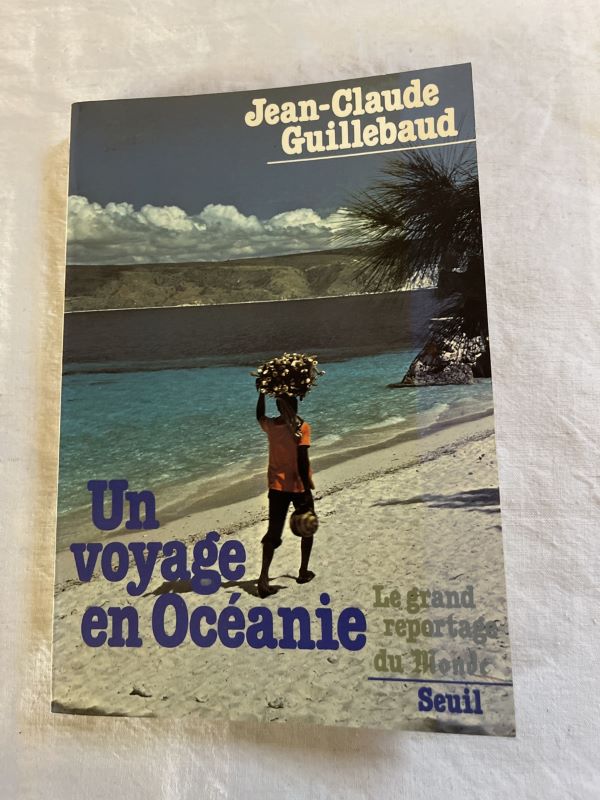 Jean-Claude
Guillebaud
Un
voyage
en Océanie
Le grand
reportage
du Monde
Seuil